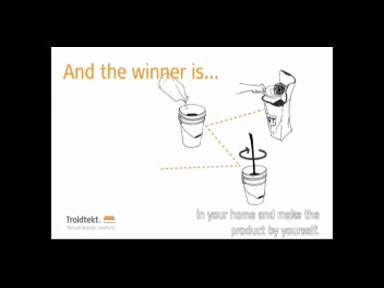 And the winner is...
Troldtekt
in your home and make the
product by yourself.